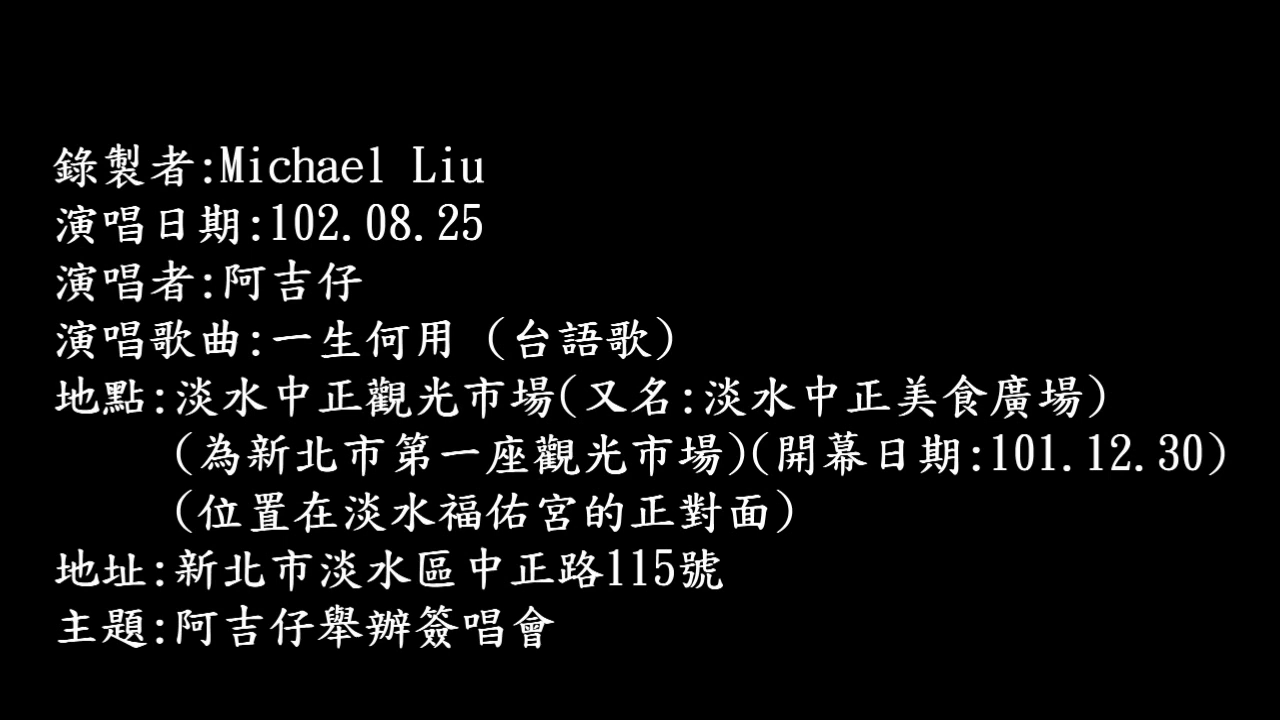 錄製者:Michael Liu
演唱日期:102.08.25
演唱者:阿吉仔
演唱歌曲:一生何用 (台語歌)
地點:淡水中正觀光市場(又名:淡水中正美食廣場)
(為新北市第一座觀光市場)(開幕日期:101.12.30)
(位置在淡水福佑宮的正對面)
地址:新北市淡水區中正路115號
主題:阿吉仔舉辦簽唱會